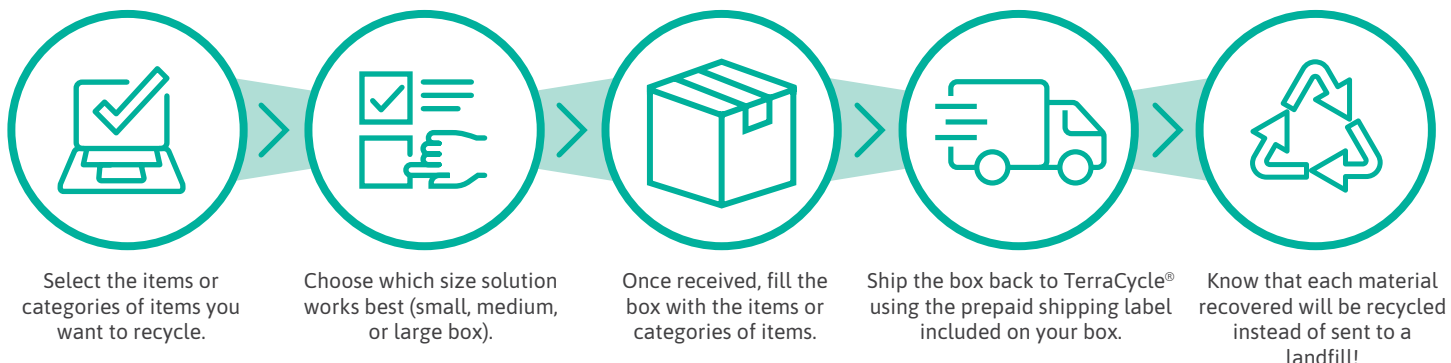 Select the items or
categories of items you
want to recycle.
Choose which size solution
works best (small, medium,
or large box).
Once received, fill the
box with the items or
categories of items.
Ship the box back to TerraCycle®
using the prepaid shipping label
included on your box.
Know that each material
recovered will be recycled
instead of sent to a
landfill!